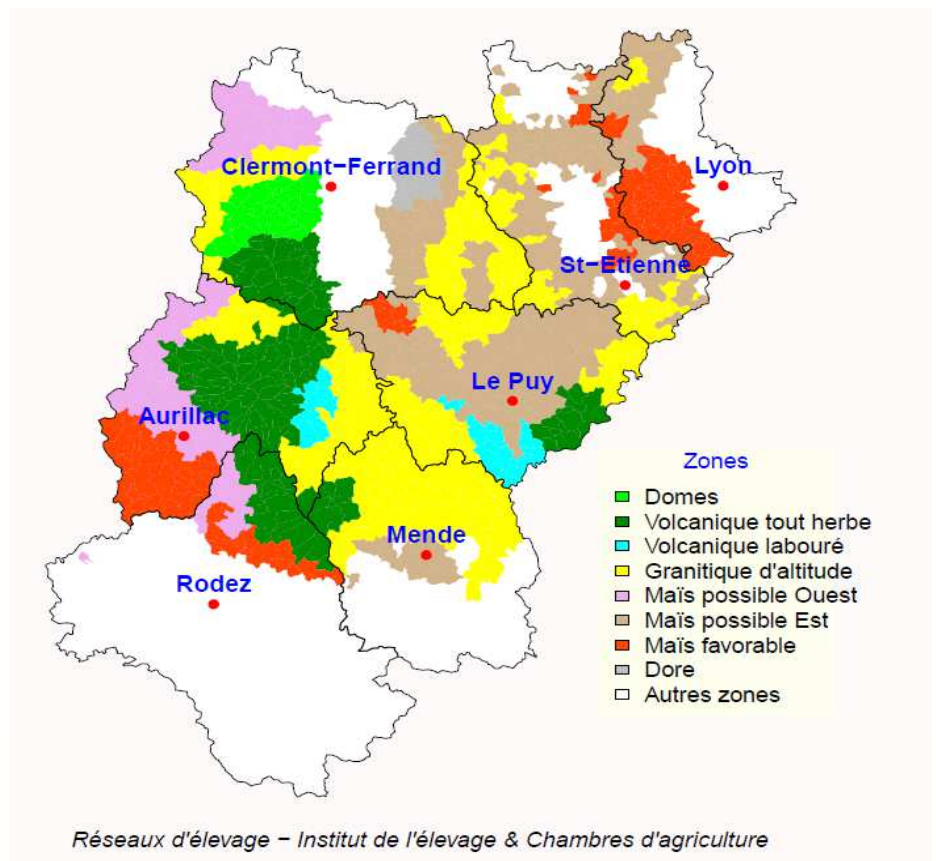 Clermont−Ferrand
Lyon
St−Etienne
Le Puy
Aurillac
Mende
Rodez
Zones
Domes
Volcanique tout herbe
Volcanique labouré
Granitique d'altitude
Maïs possible Ouest
Maïs possible Est
Maïs favorable
Dore
Autres zones
Réseaux d'élevage − Institut de l'élevage & Chambres d'agriculture